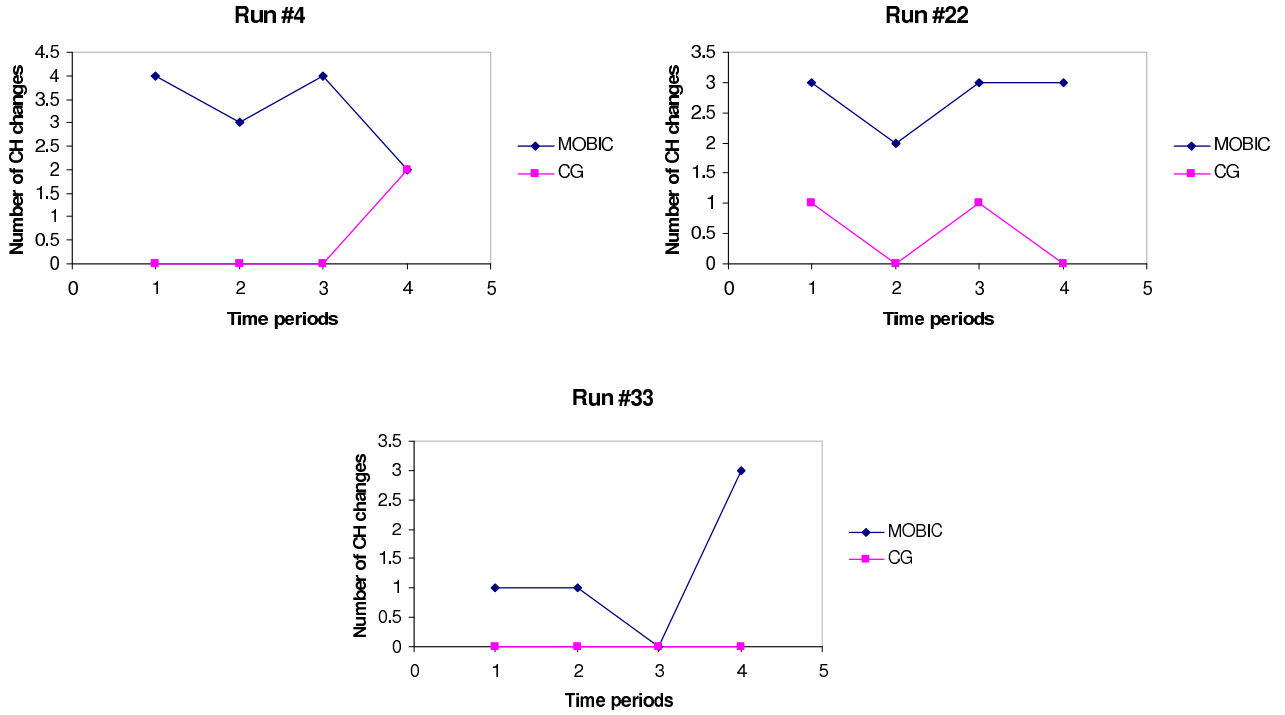 Run #4
Number of CH changes
4.5
4
3.5
3
2.5
2
1.5
1
0.5
0
0 1 2 3 4 5
Time periods
MOBIC
CG
Run #22
Number of CH changes
3.5
3
2.5
2
1.5
1
0.5
0
0 1 2 3 4 5
Time periods
MOBIC
CG
Run #33
Number of CH changes
3.5
3
2.5
2
1.5
1
0.5
0
0 1 2 3 4 5
Time periods
MOBIC
CG